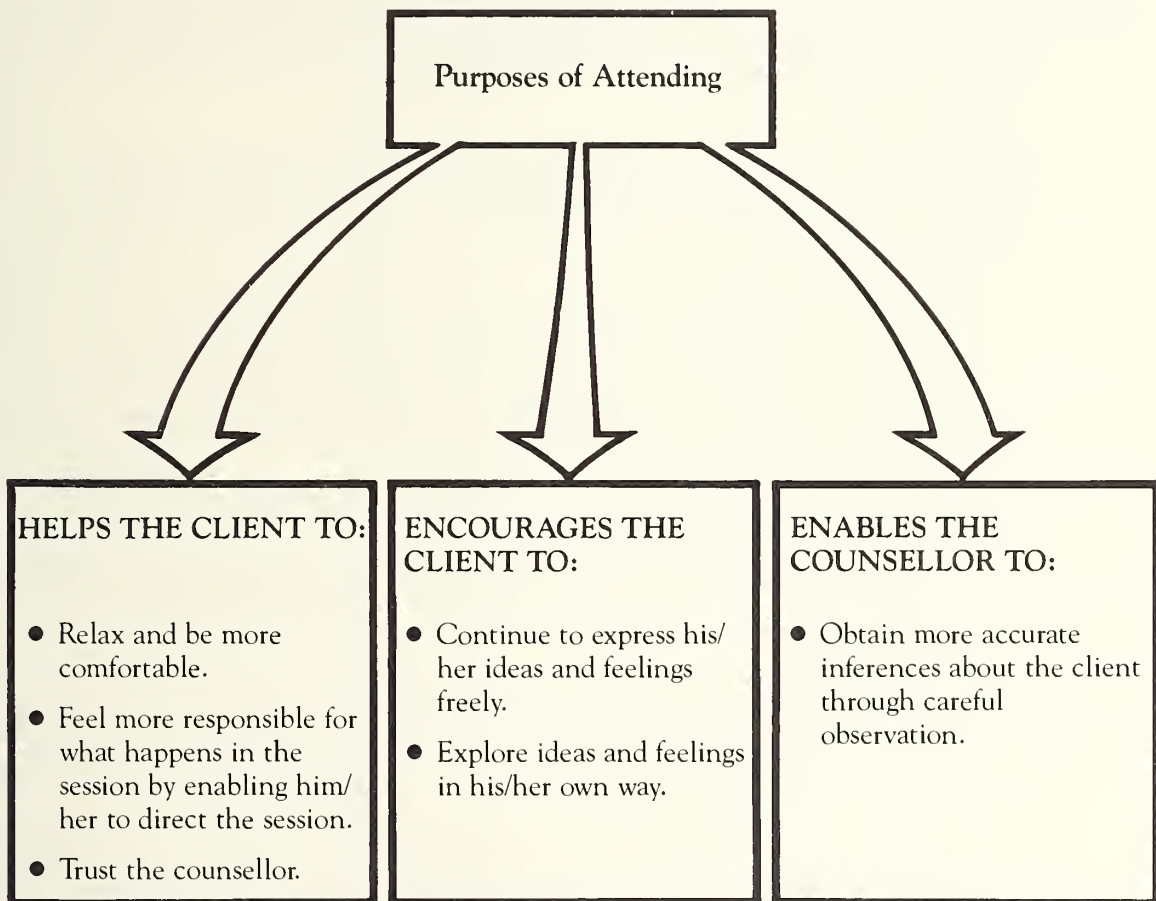 Purposes of Attending
HELPS THE CLIENT TO:
● Relax and be more
comfortable.
● Feel more responsible for
what happens in the
session by enabling him/
her to direct the session.
● Trust the counsellor.
ENCOURAGES THE
CLIENT TO:
● Continue to express his/
her ideas and feelings
freely.
● Explore ideas and feelings
in his/her own way.
ENABLES THE
COUNSELLOR TO:
● Obtain more accurate
inferences about the client
through careful
observation.